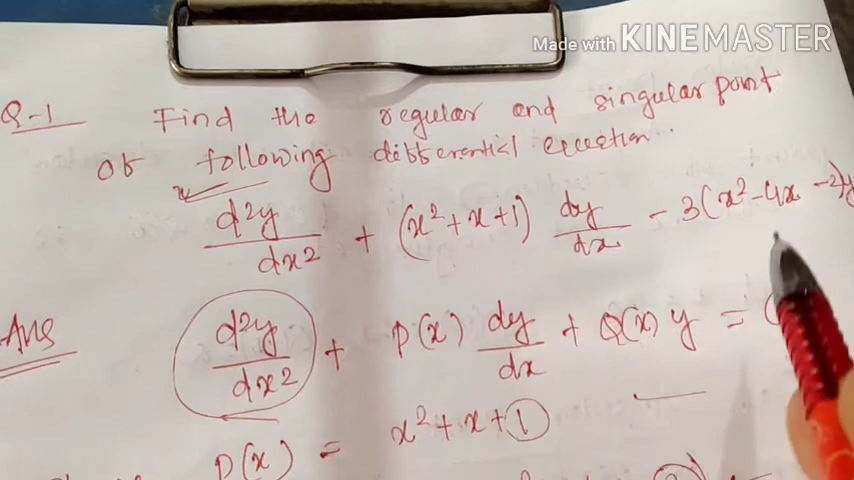 Made with KINEMASTER
Q-1 Find the regular and singular point
of following differential equation.
d²y/dx² + (x²+x+1) dy/dx - 3(x²-4x-2)y
Ans d²y/dx² + P(x) dy/dx + Q(x) y =
P(x) = x²+x+1